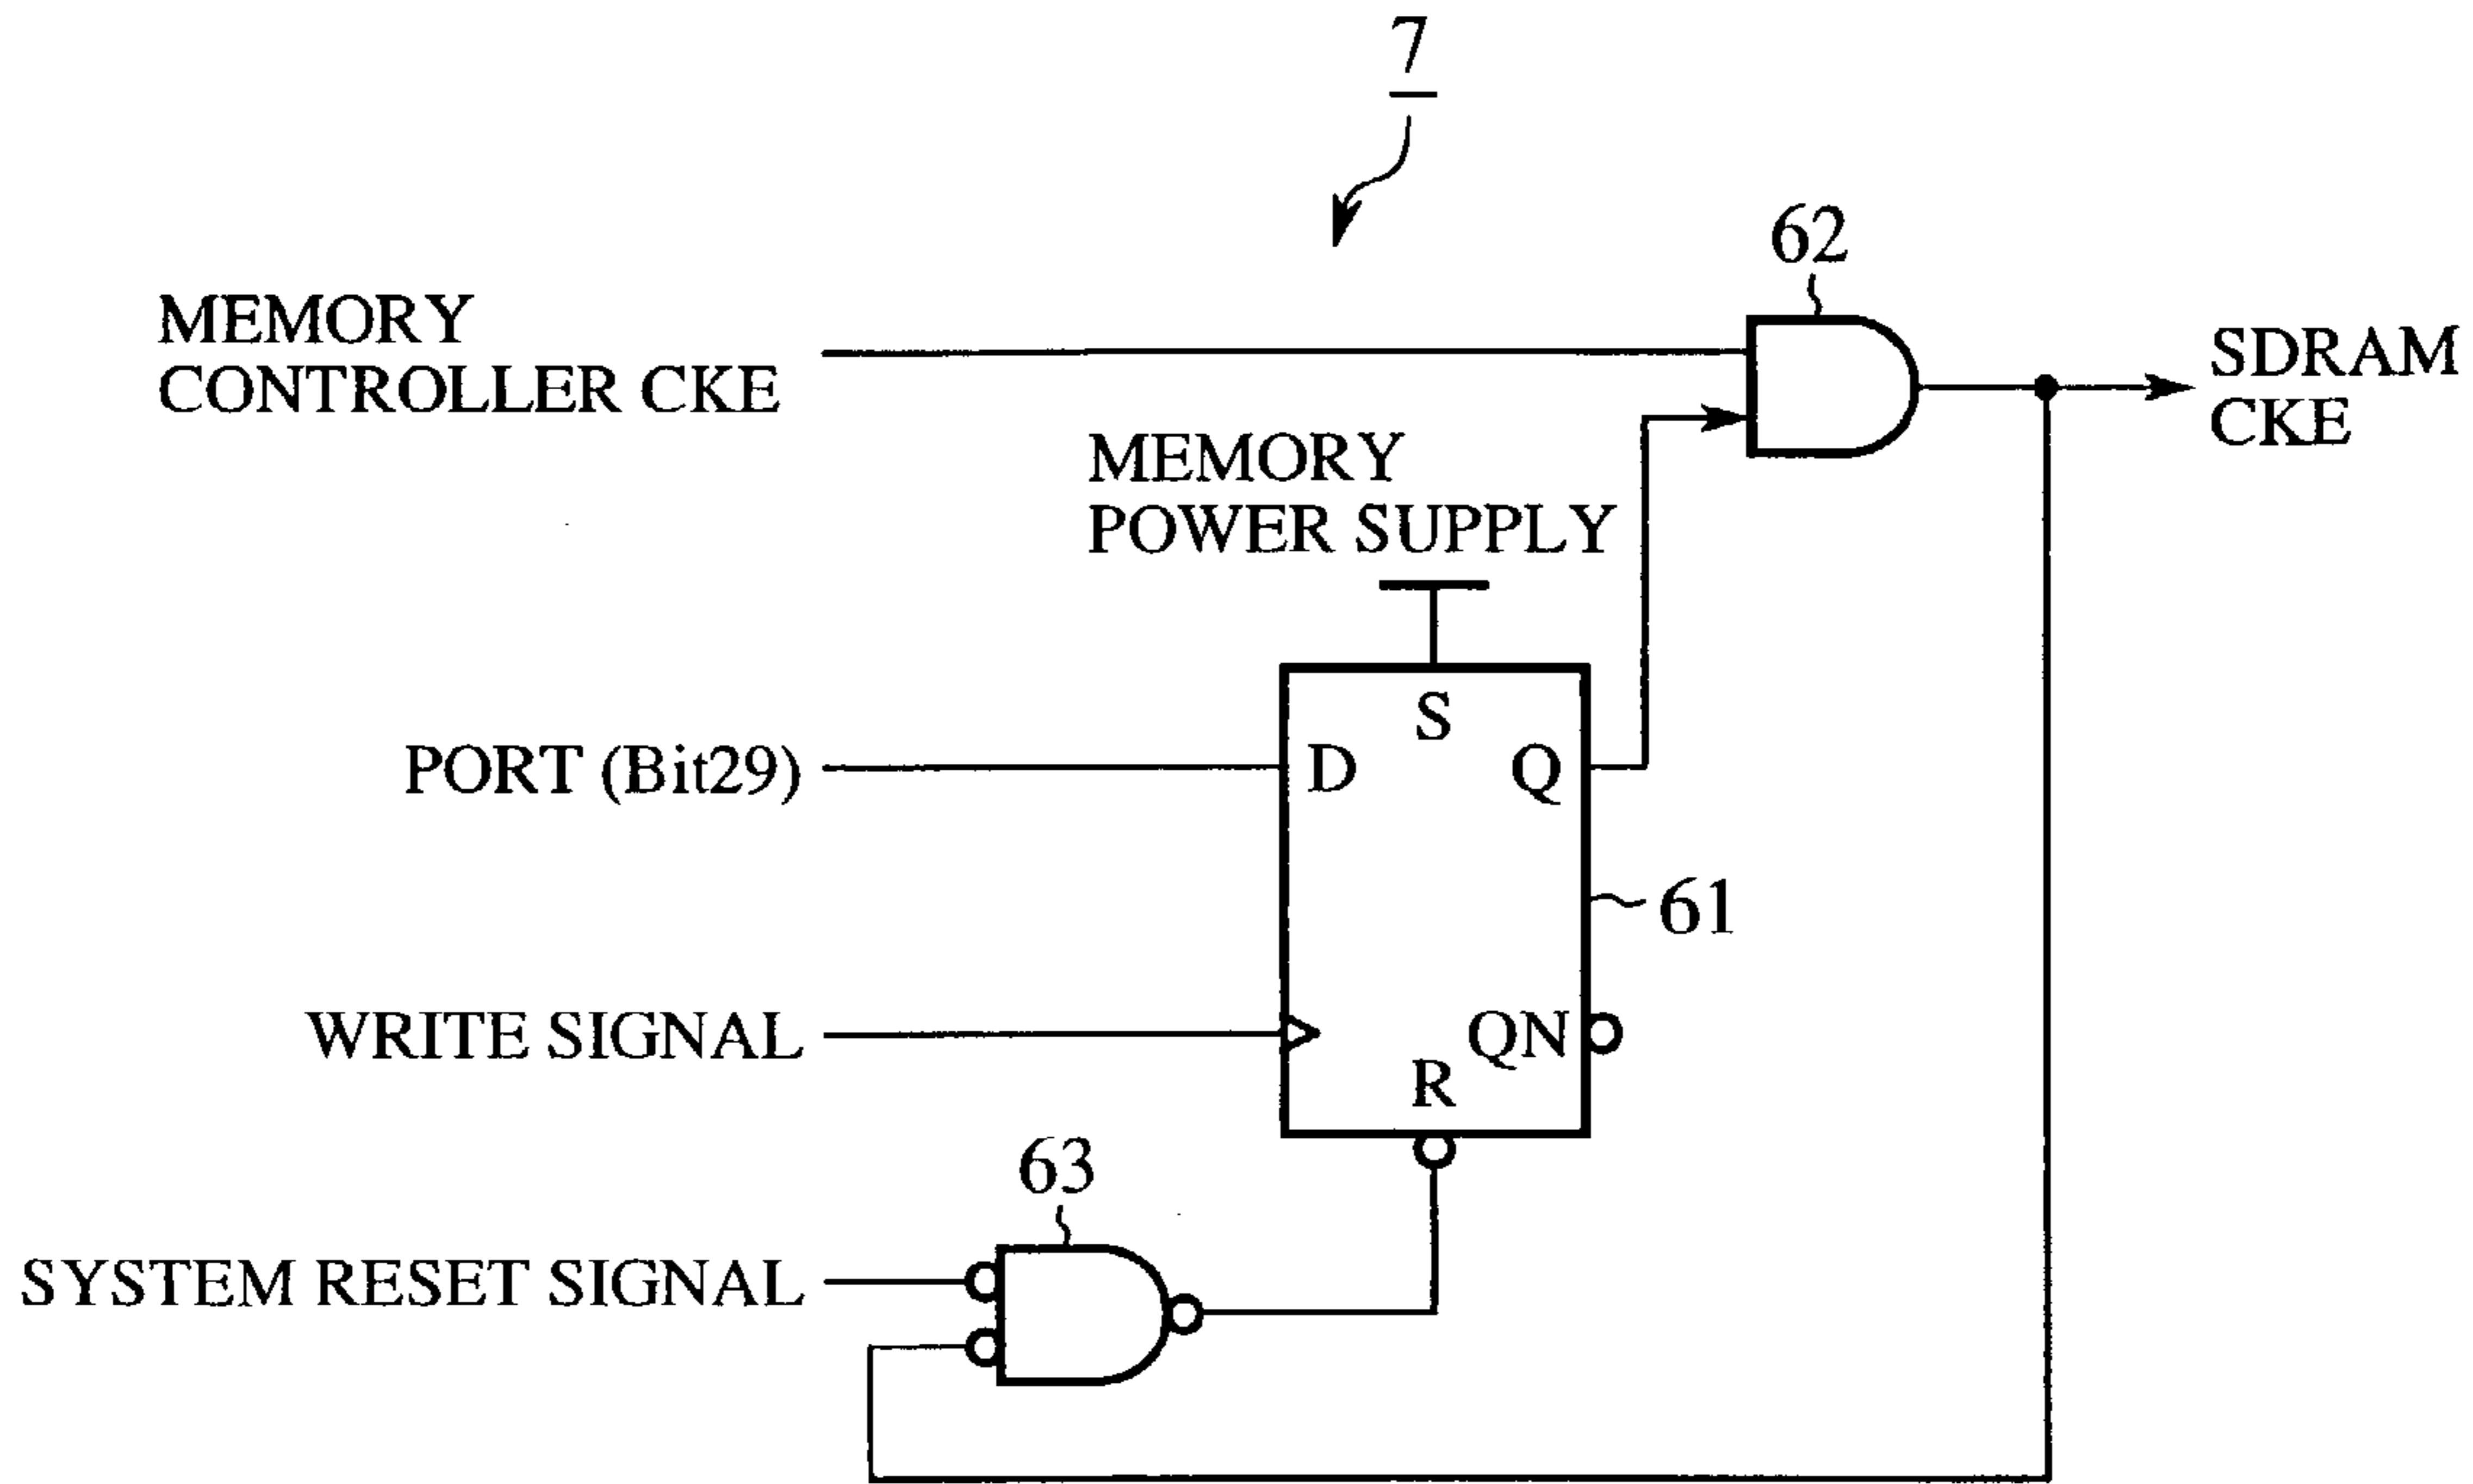 7
62
MEMORY
CONTROLLER CKE
SDRAM
CKE
MEMORY
POWER SUPPLY
S
PORT (Bit29)
D
Q
61
WRITE SIGNAL
QN
R
63
SYSTEM RESET SIGNAL